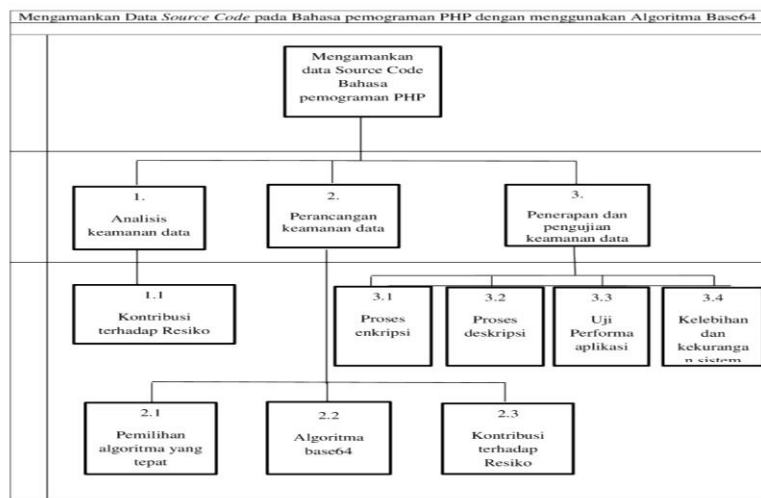 Mengamankan Data Source Code pada Bahasa pemograman PHP dengan menggunakan Algoritma Base64
Mengamankan
data Source Code
Bahasa
pemograman PHP
1.
Analisis
keamanan data
2.
Perancangan
keamanan data
3.
Penerapan dan
pengujian
keamanan data
1.1
Kontribusi
terhadap Resiko
3.1
Proses
enkripsi
3.2
Proses
deskripsi
3.3
Uji
Performa
aplikasi
3.4
Kelebihan
dan
kekuranga
n sistem
2.1
Pemilihan
algoritma yang
tepat
2.2
Algoritma
base64
2.3
Kontribusi
terhadap
Resiko